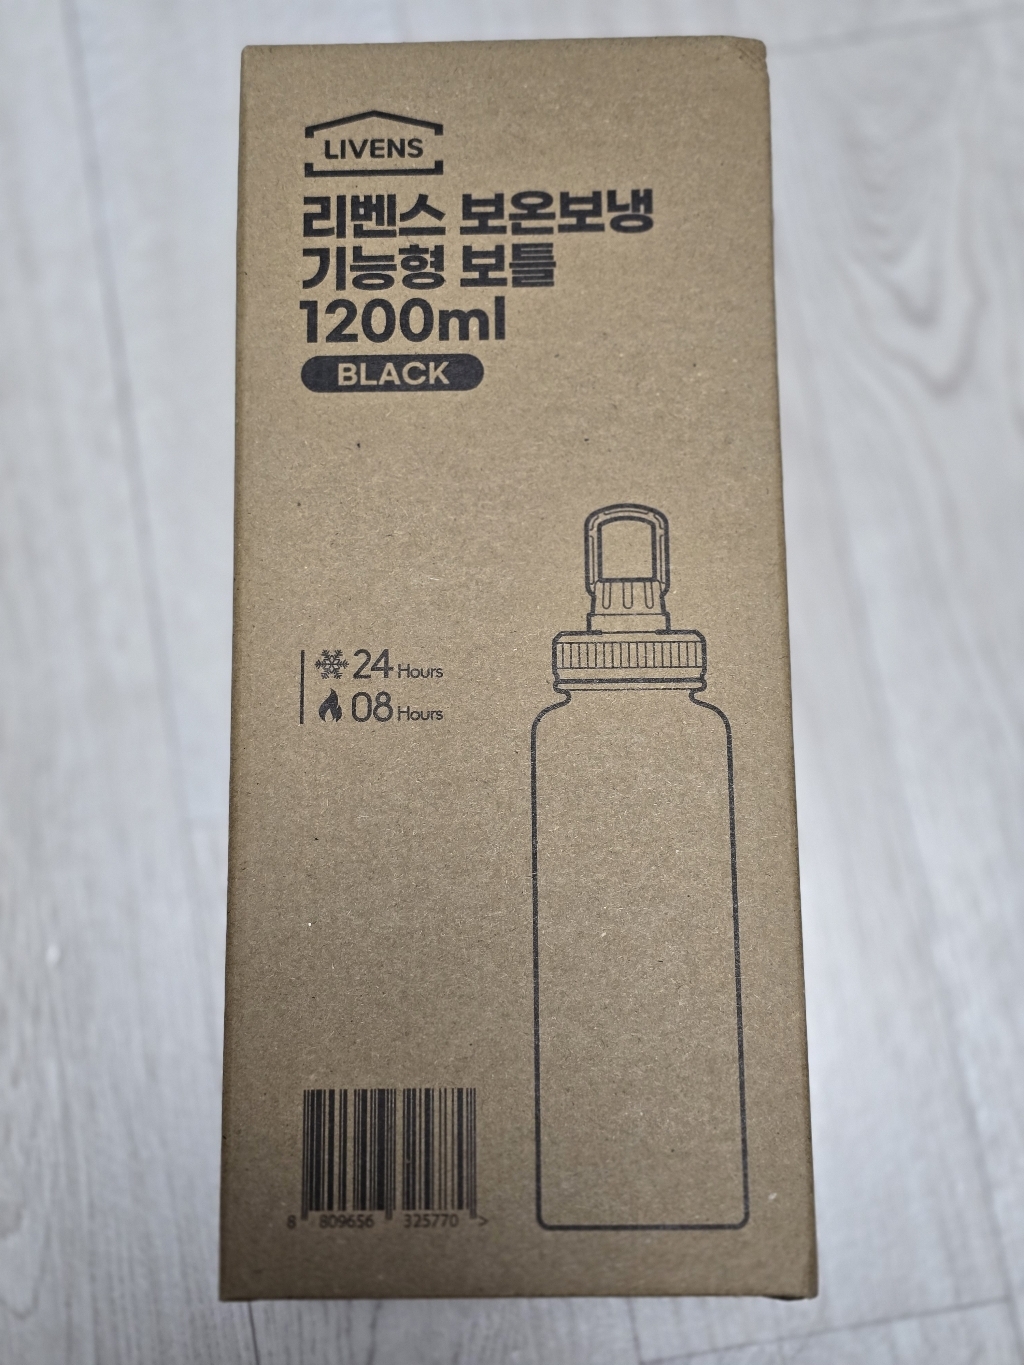 LIVENS
리벤스 보온보냉
기능형 보틀
1200ml
BLACK
24 Hours
08 Hours
8 809656 325770 >